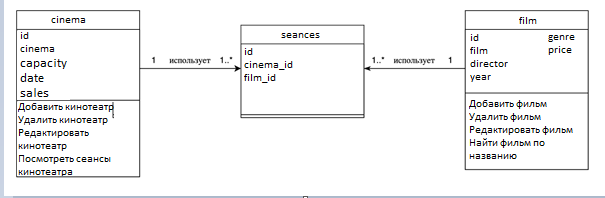 cinema
id
cinema
capacity
date
sales
Добавить кинотеатр
Удалить кинотеатр
Редактировать
кинотеатр
Посмотреть сеансы
кинотеатра
1 использует 1..*
seances
id
cinema_id
film_id
1..* использует 1
film
id genre
film price
director
year
Добавить фильм
Удалить фильм
Редактировать фильм
Найти фильм по
названию